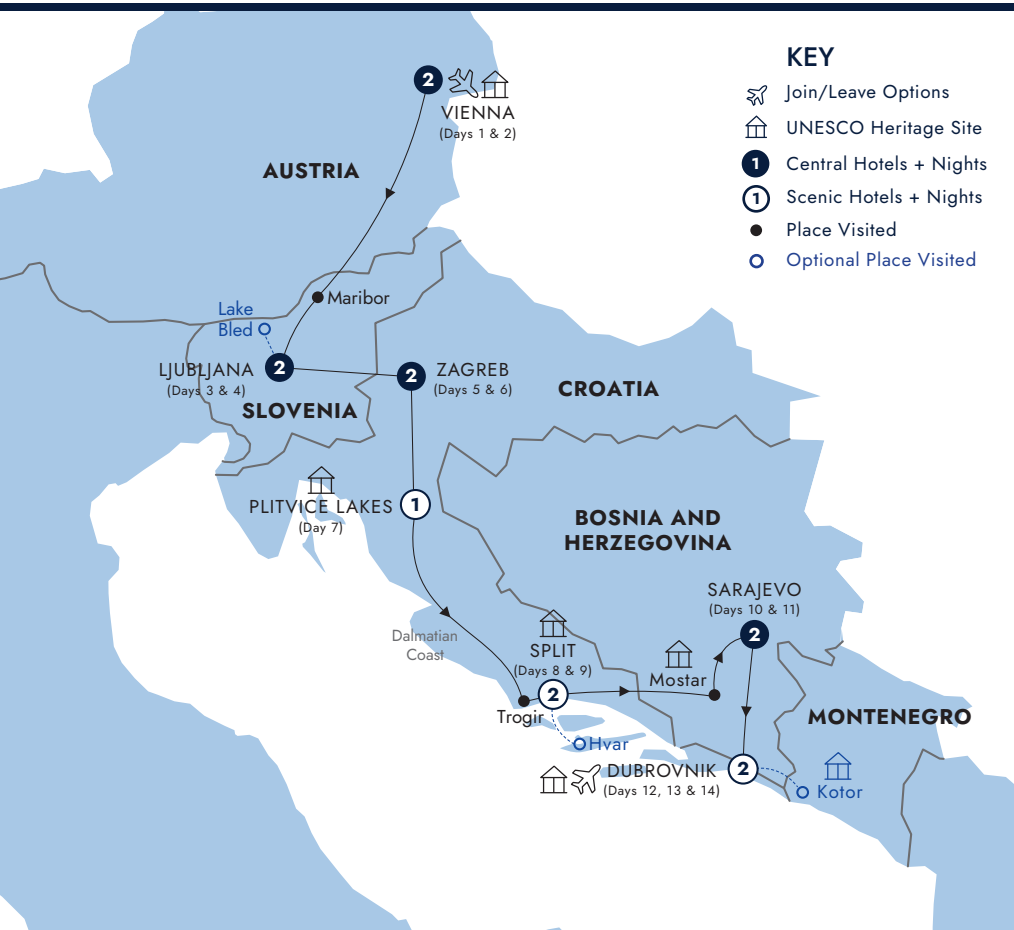 KEY
Join/Leave Options
UNESCO Heritage Site
1 Central Hotels + Nights
1 Scenic Hotels + Nights
Place Visited
Optional Place Visited
2
VIENNA
(Days 1 & 2)
AUSTRIA
Maribor
Lake
Bled
LJUBLJANA
2
(Days 3 & 4)
2
ZAGREB
(Days 5 & 6)
SLOVENIA
CROATIA
PLITVICE LAKES
1
(Day 7)
BOSNIA AND
HERZEGOVINA
SARAJEVO
(Days 10 & 11)
2
Dalmatian
Coast
SPLIT
(Days 8 & 9)
2
Mostar
Trogir
MONTENEGRO
Hvar
DUBROVNIK
2
(Days 12, 13 & 14)
Kotor